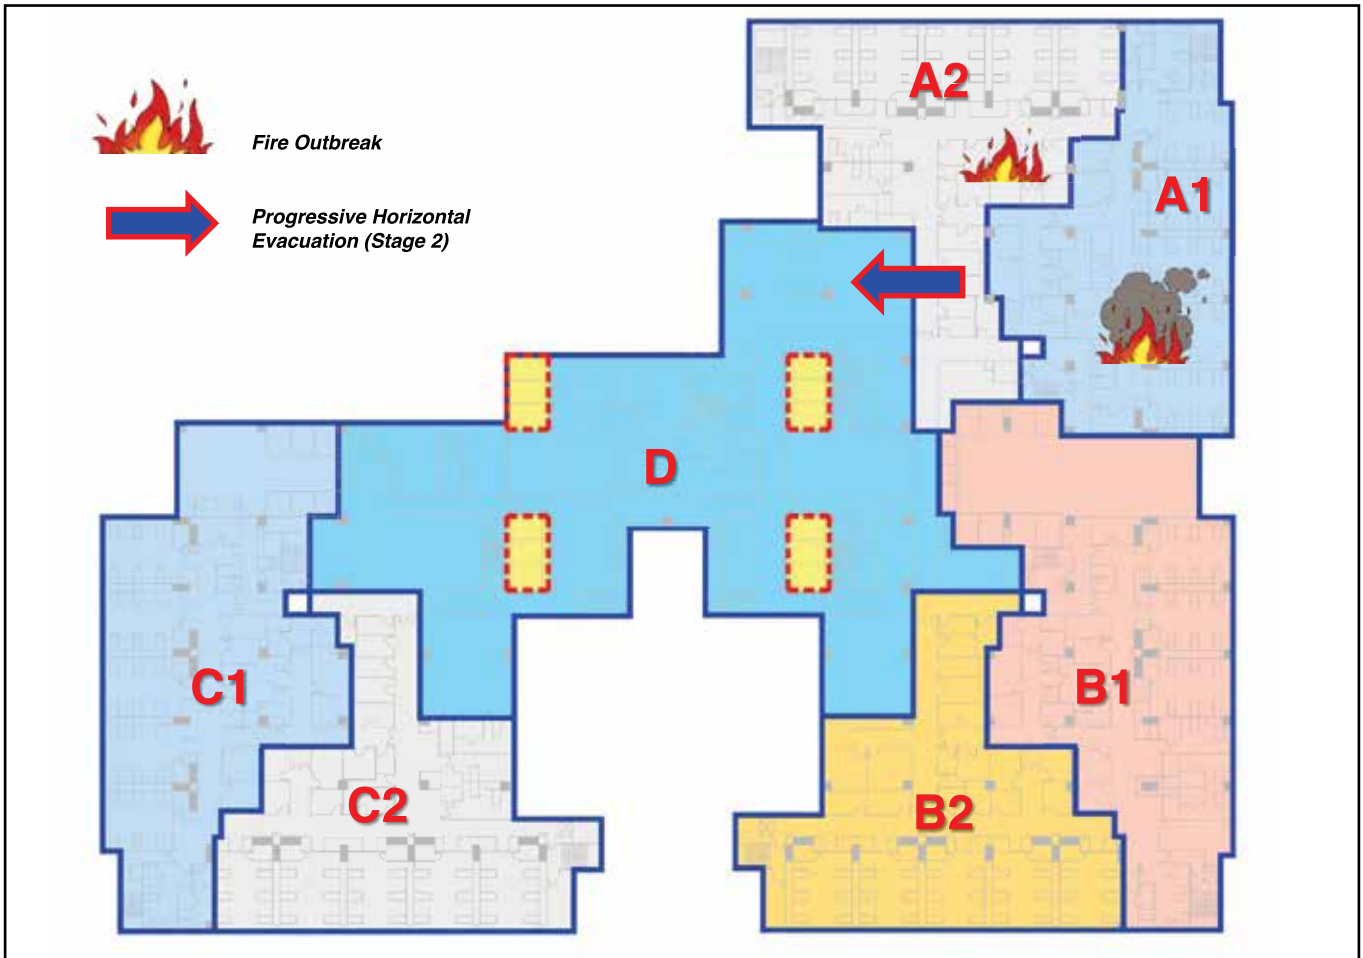 A2
Fire Outbreak
A1
Progressive Horizontal
Evacuation (Stage 2)
D
C1
B1
C2
B2